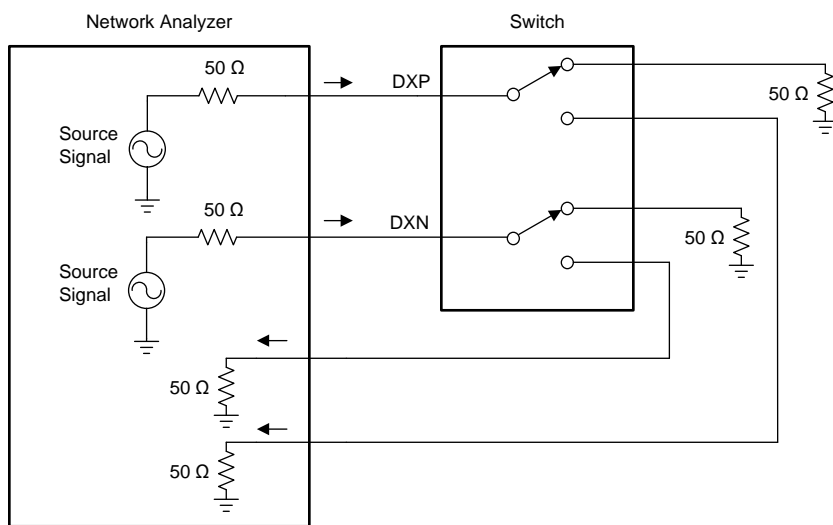 Network Analyzer
Switch
50 Ω
DXP
50 Ω
Source
Signal
50 Ω
DXN
50 Ω
Source
Signal
50 Ω
50 Ω